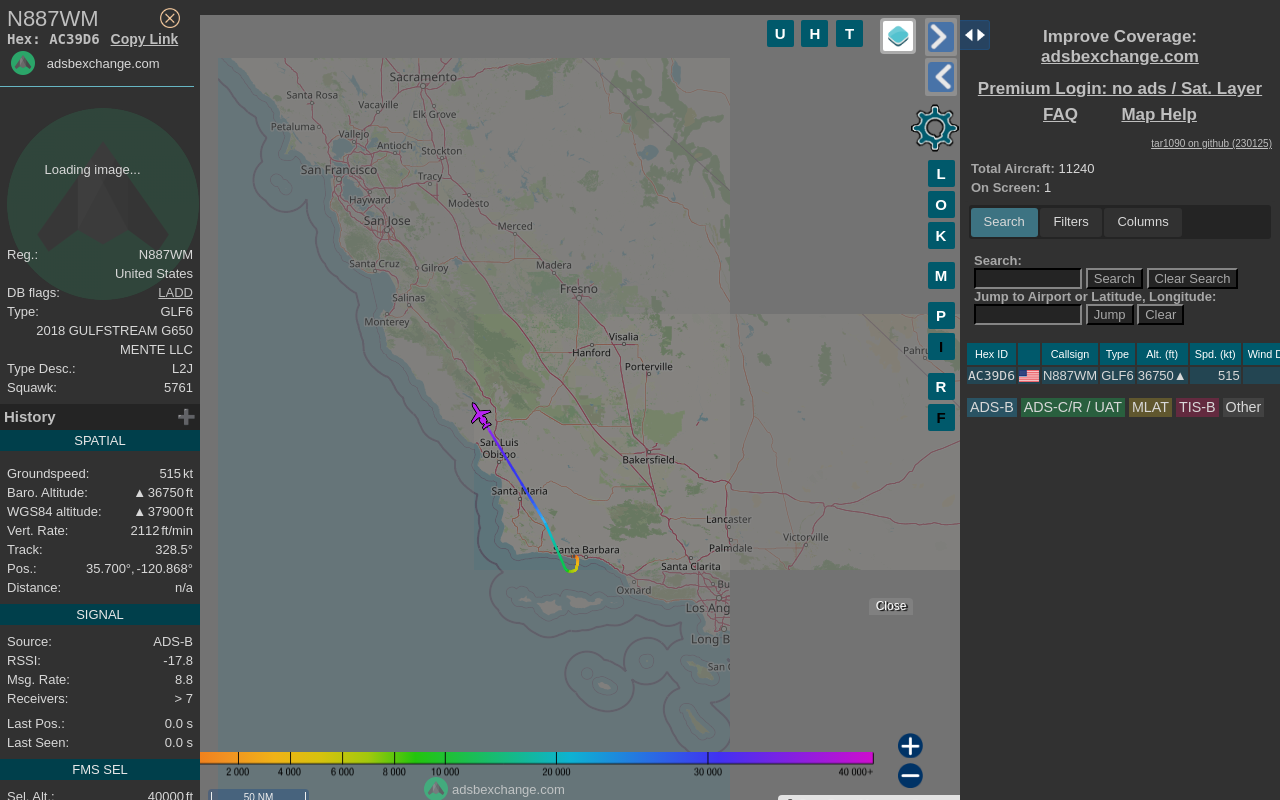 N887WM
Hex: AC39D6 Copy Link
adsbexchange.com
Loading image...
Reg.: N887WM
United States
DB flags: LADD
Type: GLF6
2018 GULFSTREAM G650
MENTE LLC
Type Desc.: L2J
Squawk: 5761
History
SPATIAL
Groundspeed: 515 kt
Baro. Altitude: ▲ 36750 ft
WGS84 altitude: ▲ 37900 ft
Vert. Rate: 2112 ft/min
Track: 328.5°
Pos.: 35.700°, -120.868°
Distance: n/a
SIGNAL
Source: ADS-B
RSSI: -17.8
Msg. Rate: 8.8
Receivers: > 7
Last Pos.: 0.0 s
Last Seen: 0.0 s
FMS SEL
Sel. Alt.: 40000 ft
U H T
L
O
K
M
P
I
R
F
Sacramento
Santa Rosa
Vacaville
Elk Grove
Petaluma
Vallejo
Antioch
Stockton
San Francisco
Tracy
Hayward
Modesto
San Jose
Merced
Santa Cruz
Gilroy
Madera
Fresno
Salinas
Monterey
Visalia
Hanford
Pahru
Porterville
San Luis
Obispo
Bakersfield
Santa Maria
Lancaster
Santa Barbara
Palmdale
Victorville
Santa Clarita
Oxnard
Bu
Los Ang
Long B
San C
Close
2 000 4 000 6 000 8 000 10 000 20 000 30 000 40 000+
adsbexchange.com
50 NM
Improve Coverage:
adsbexchange.com
Premium Login: no ads / Sat. Layer
FAQ Map Help
tar1090 on github (230125)
Total Aircraft: 11240
On Screen: 1
Search Filters Columns
Search:
Search Clear Search
Jump to Airport or Latitude, Longitude:
Jump Clear
Hex ID Callsign Type Alt. (ft) Spd. (kt) Wind D
AC39D6 N887WM GLF6 36750▲ 515
ADS-B ADS-C/R / UAT MLAT TIS-B Other